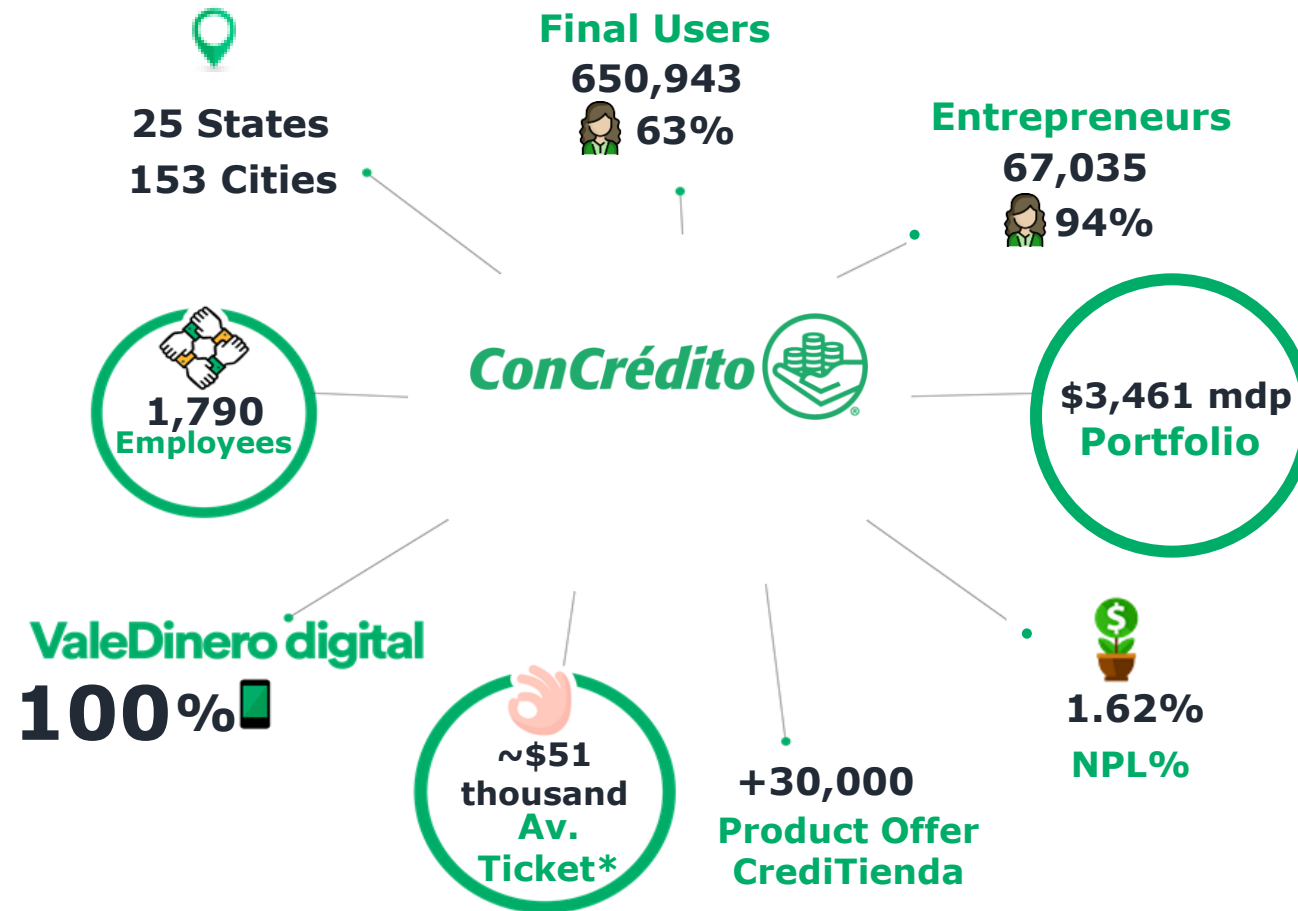 25 States
153 Cities
Final Users
650,943
63%
Entrepreneurs
67,035
94%
ConCrédito
®
1,790
Employees
$3,461 mdp
Portfolio
ValeDinero digital
100%
~$51
thousand
Av.
Ticket*
+30,000
Product Offer
CrediTienda
$
1.62%
NPL%